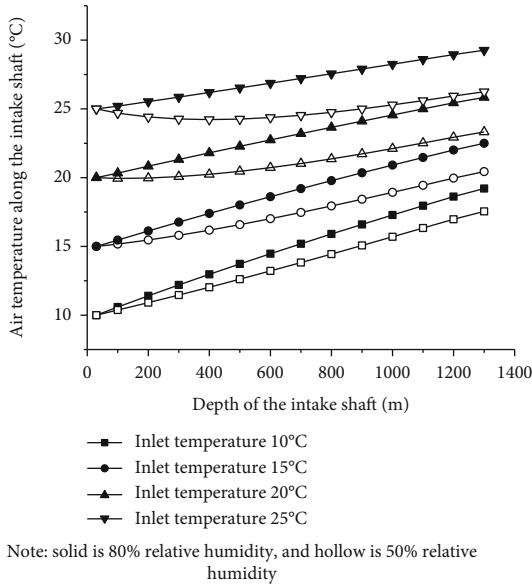 Air temperature along the intake shaft (°C)
30
25
20
15
10
0 200 400 600 800 1000 1200 1400
Depth of the intake shaft (m)
Inlet temperature 10°C
Inlet temperature 15°C
Inlet temperature 20°C
Inlet temperature 25°C
Note: solid is 80% relative humidity, and hollow is 50% relative
humidity